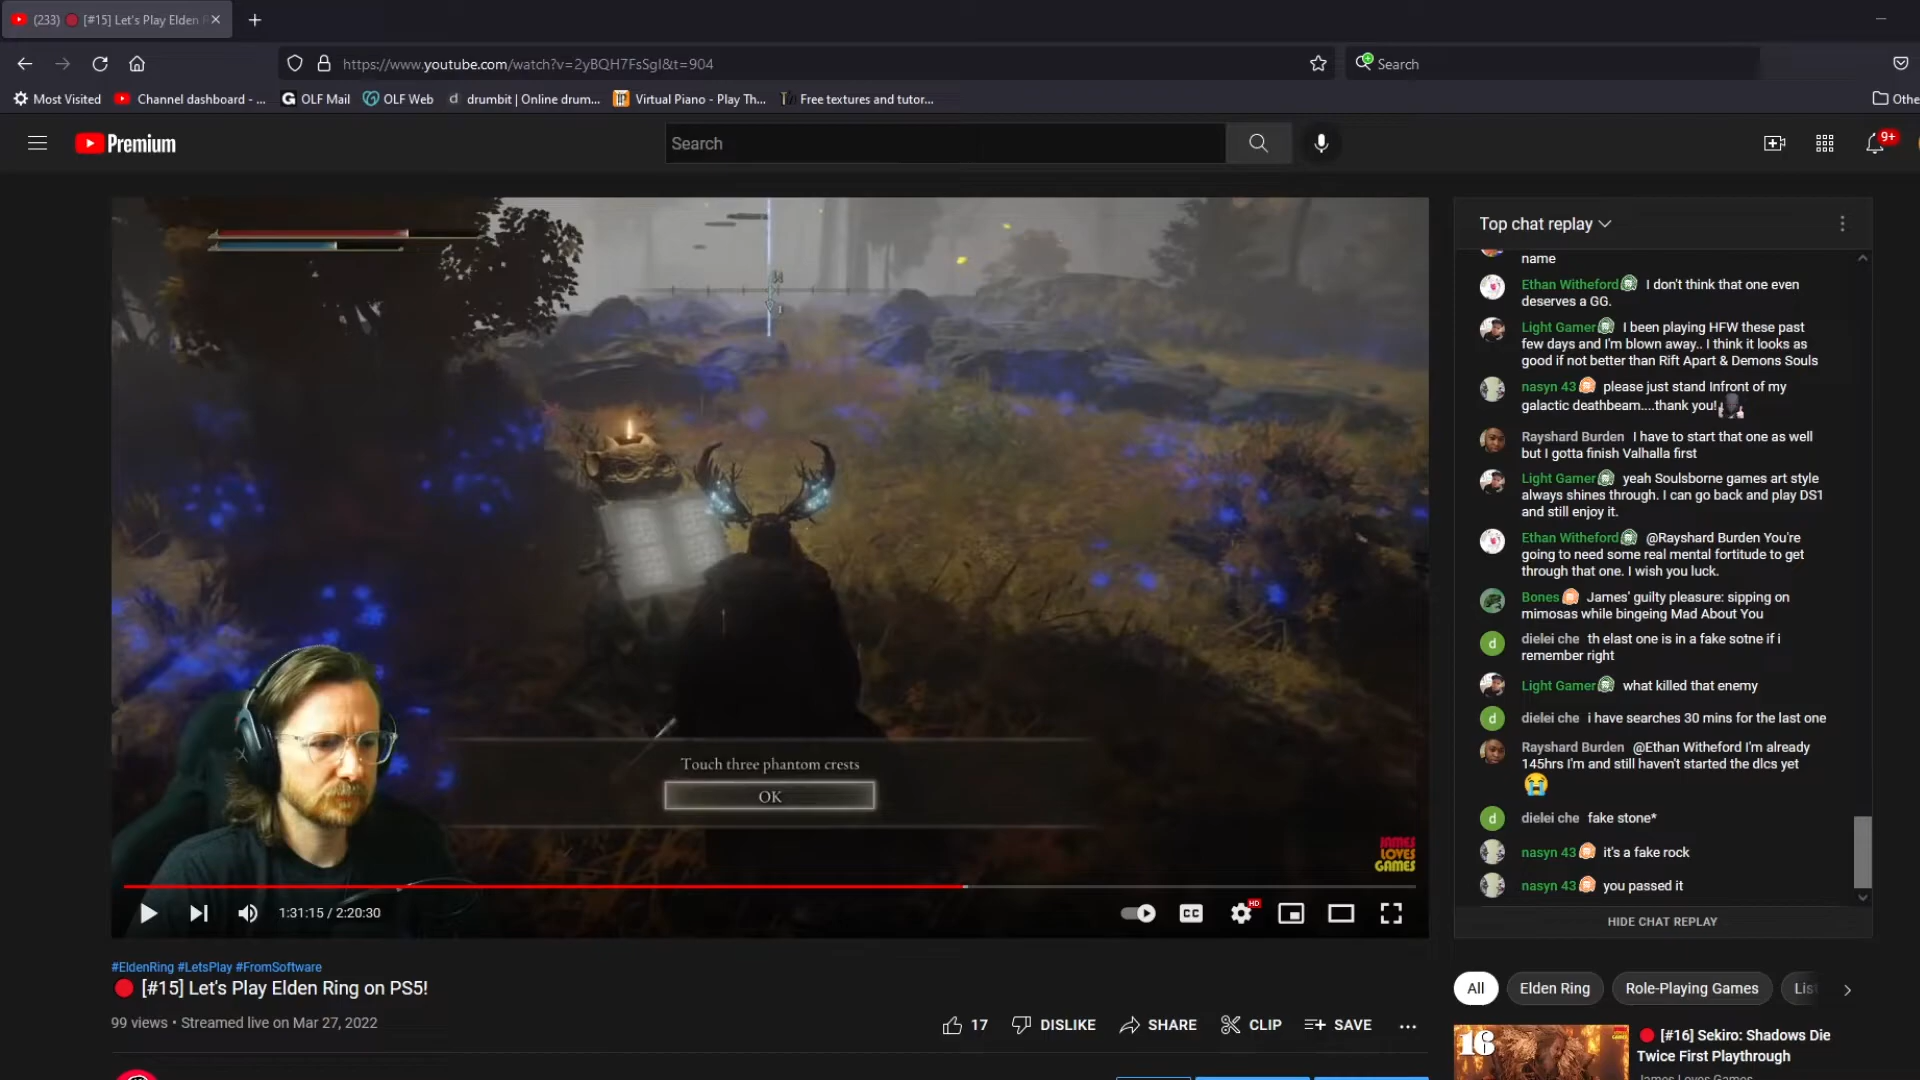 (233) [#15] Let's Play Elden
https://www.youtube.com/watch?v=2yBQH7FsSgI&t=904
Search
Most Visited
Channel dashboard - ...
OLF Mail
OLF Web
drumbit | Online drum...
Virtual Piano - Play Th...
Free textures and tutor...
Othe
Premium
Search
9+
Top chat replay
name
Ethan Witheford I don't think that one even
deserves a GG.
Light Gamer I been playing HFW these past
few days and I'm blown away.. I think it looks as
good if not better than Rift Apart & Demons Souls
nasyn 43 please just stand Infront of my
galactic deathbeam....thank you!
Rayshard Burden I have to start that one as well
but I gotta finish Valhalla first
Light Gamer yeah Soulsborne games art style
always shines through. I can go back and play DS1
and still enjoy it.
Ethan Witheford @Rayshard Burden You're
going to need some real mental fortitude to get
through that one. I wish you luck.
Bones James' guilty pleasure: sipping on
mimosas while bingeing Mad About You
d dielei che th elast one is in a fake sotne if i
remember right
Light Gamer what killed that enemy
d dielei che i have searches 30 mins for the last one
Rayshard Burden @Ethan Witheford I'm already
145hrs I'm and still haven't started the dlcs yet
d dielei che fake stone*
nasyn 43 it's a fake rock
nasyn 43 you passed it
HIDE CHAT REPLAY
Touch three phantom crests
OK
JAMES
LOVES
GAMES
1:31:15 / 2:20:30
CC
HD
#EldenRing #LetsPlay #FromSoftware
[#15] Let's Play Elden Ring on PS5!
99 views • Streamed live on Mar 27, 2022
17
DISLIKE
SHARE
CLIP
SAVE
All
Elden Ring
Role-Playing Games
Lis
16
[#16] Sekiro: Shadows Die
Twice First Playthrough
James Loves Games